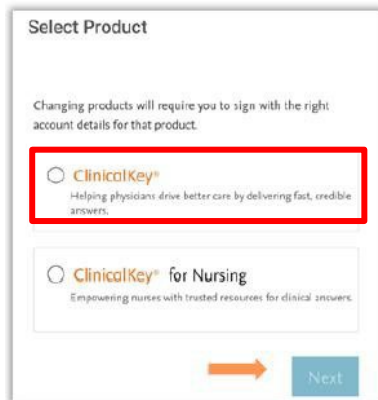 Select Product
Changing products will require you to sign with the right
account details for that product.
ClinicalKey®
Helping physicians drive better care by delivering fast, credible
answers.
ClinicalKey® for Nursing
Empowering nurses with trusted resources for clinical answers.
Next